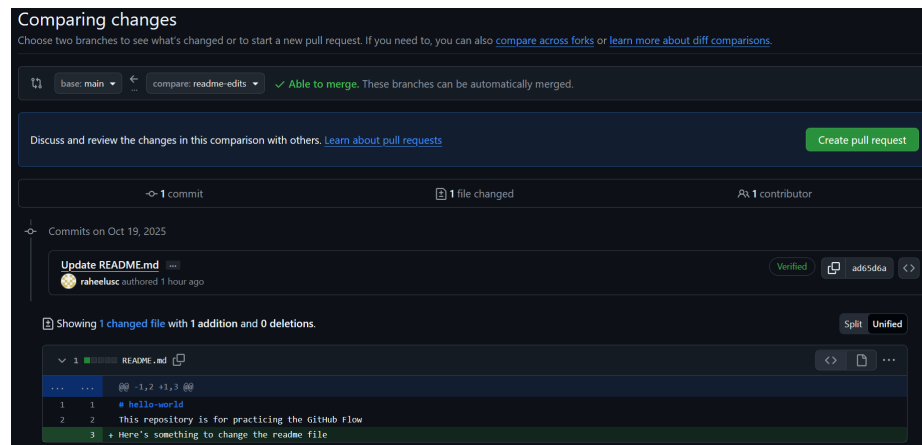 Comparing changes
Choose two branches to see what's changed or to start a new pull request. If you need to, you can also compare across forks or learn more about diff comparisons.
base: main ← ... compare: readme-edits ✓ Able to merge. These branches can be automatically merged.
Discuss and review the changes in this comparison with others. Learn about pull requests Create pull request
1 commit 1 file changed 1 contributor
Commits on Oct 19, 2025
Update README.md ...
Verified ad65d6a <>
raheelusc authored 1 hour ago
Showing 1 changed file with 1 addition and 0 deletions. Split Unified
1 README.md <> ...
... ... @@ -1,2 +1,3 @@
1 1 # hello-world
2 2 This repository is for practicing the GitHub Flow
3 + Here's something to change the readme file